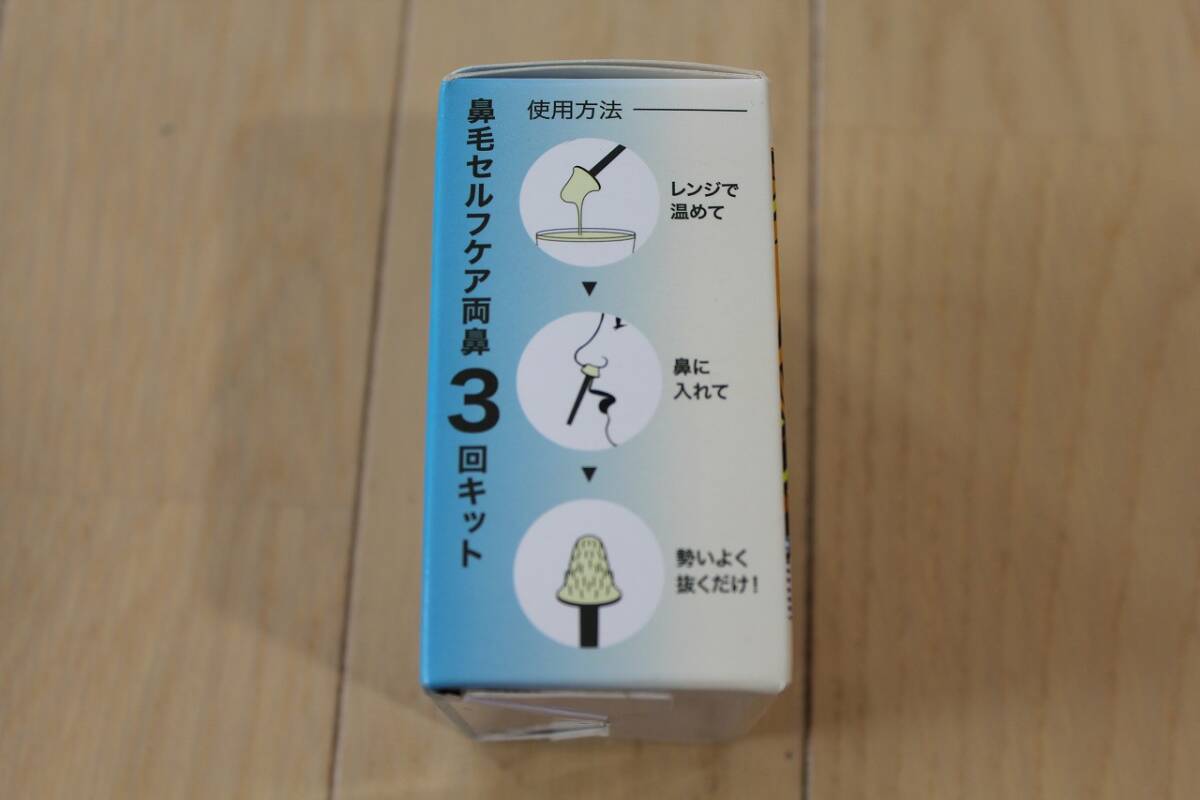 鼻毛セルフケア両鼻3回キット
使用方法
レンジで
温めて
鼻に
入れて
勢いよく
抜くだけ!